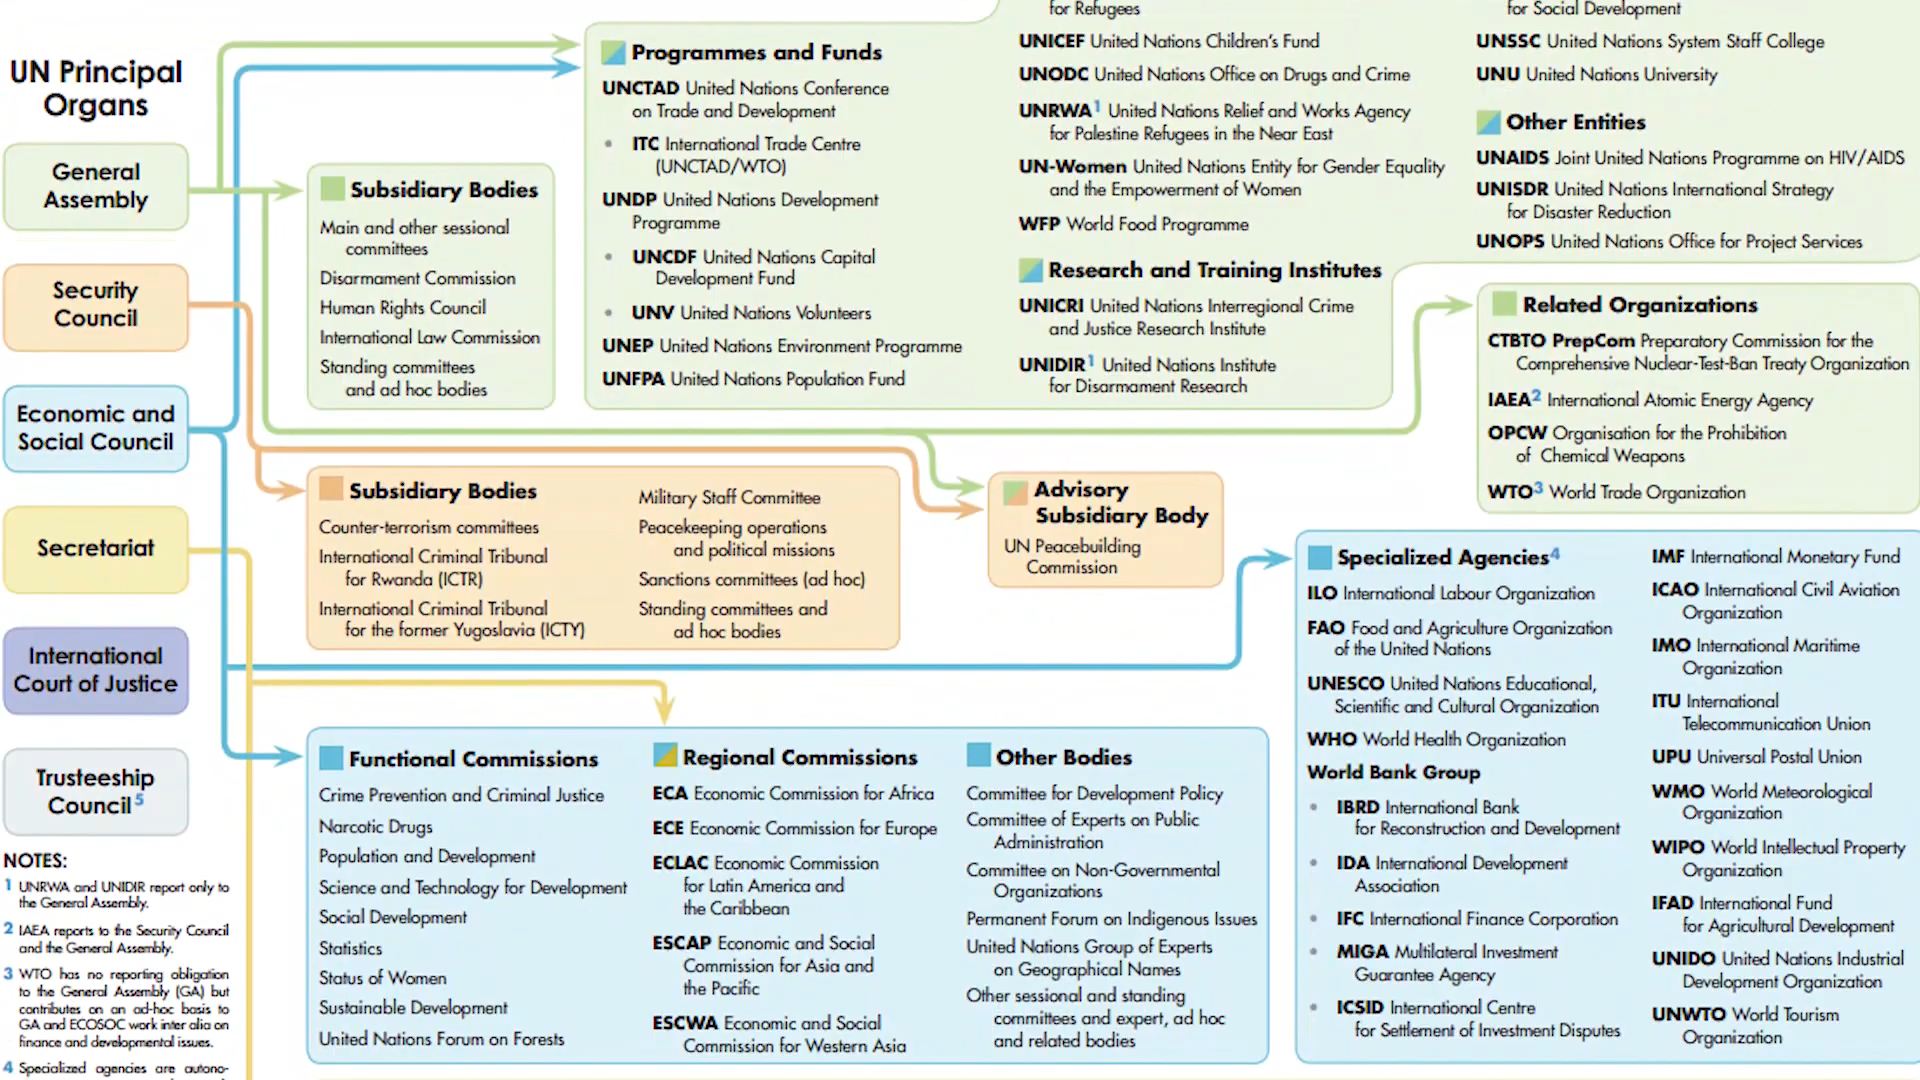 UN Principal
Organs
General
Assembly
Security
Council
Economic and
Social Council
Secretariat
International
Court of Justice
Trusteeship
Council5
NOTES:
1 UNRWA and UNIDIR report only to
the General Assembly.
2 IAEA reports to the Security Council
and the General Assembly.
3 WTO has no reporting obligation
to the General Assembly (GA) but
contributes on an ad-hoc basis to
GA and ECOSOC work inter alia on
finance and developmental issues.
4 Specialized agencies are autono-
Subsidiary Bodies
Main and other sessional
committees
Disarmament Commission
Human Rights Council
International Law Commission
Standing committees
and ad hoc bodies
Programmes and Funds
UNCTAD United Nations Conference
on Trade and Development
• ITC International Trade Centre
(UNCTAD/WTO)
UNDP United Nations Development
Programme
• UNCDF United Nations Capital
Development Fund
• UNV United Nations Volunteers
UNEP United Nations Environment Programme
UNFPA United Nations Population Fund
for Refugees
UNICEF United Nations Children's Fund
UNODC United Nations Office on Drugs and Crime
UNRWA1 United Nations Relief and Works Agency
for Palestine Refugees in the Near East
UN-Women United Nations Entity for Gender Equality
and the Empowerment of Women
WFP World Food Programme
Research and Training Institutes
UNICRI United Nations Interregional Crime
and Justice Research Institute
UNIDIR1 United Nations Institute
for Disarmament Research
for Social Development
UNSSC United Nations System Staff College
UNU United Nations University
Other Entities
UNAIDS Joint United Nations Programme on HIV/AIDS
UNISDR United Nations International Strategy
for Disaster Reduction
UNOPS United Nations Office for Project Services
Related Organizations
CTBTO PrepCom Preparatory Commission for the
Comprehensive Nuclear-Test-Ban Treaty Organization
IAEA2 International Atomic Energy Agency
OPCW Organisation for the Prohibition
of Chemical Weapons
WTO3 World Trade Organization
Subsidiary Bodies
Counter-terrorism committees
International Criminal Tribunal
for Rwanda (ICTR)
International Criminal Tribunal
for the former Yugoslavia (ICTY)
Military Staff Committee
Peacekeeping operations
and political missions
Sanctions committees (ad hoc)
Standing committees and
ad hoc bodies
Advisory
Subsidiary Body
UN Peacebuilding
Commission
Functional Commissions
Crime Prevention and Criminal Justice
Narcotic Drugs
Population and Development
Science and Technology for Development
Social Development
Statistics
Status of Women
Sustainable Development
United Nations Forum on Forests
Regional Commissions
ECA Economic Commission for Africa
ECE Economic Commission for Europe
ECLAC Economic Commission
for Latin America and
the Caribbean
ESCAP Economic and Social
Commission for Asia and
the Pacific
ESCWA Economic and Social
Commission for Western Asia
Other Bodies
Committee for Development Policy
Committee of Experts on Public
Administration
Committee on Non-Governmental
Organizations
Permanent Forum on Indigenous Issues
United Nations Group of Experts
on Geographical Names
Other sessional and standing
committees and expert, ad hoc
and related bodies
Specialized Agencies4
ILO International Labour Organization
FAO Food and Agriculture Organization
of the United Nations
UNESCO United Nations Educational,
Scientific and Cultural Organization
WHO World Health Organization
World Bank Group
• IBRD International Bank
for Reconstruction and Development
• IDA International Development
Association
• IFC International Finance Corporation
• MIGA Multilateral Investment
Guarantee Agency
• ICSID International Centre
for Settlement of Investment Disputes
IMF International Monetary Fund
ICAO International Civil Aviation
Organization
IMO International Maritime
Organization
ITU International
Telecommunication Union
UPU Universal Postal Union
WMO World Meteorological
Organization
WIPO World Intellectual Property
Organization
IFAD International Fund
for Agricultural Development
UNIDO United Nations Industrial
Development Organization
UNWTO World Tourism
Organization